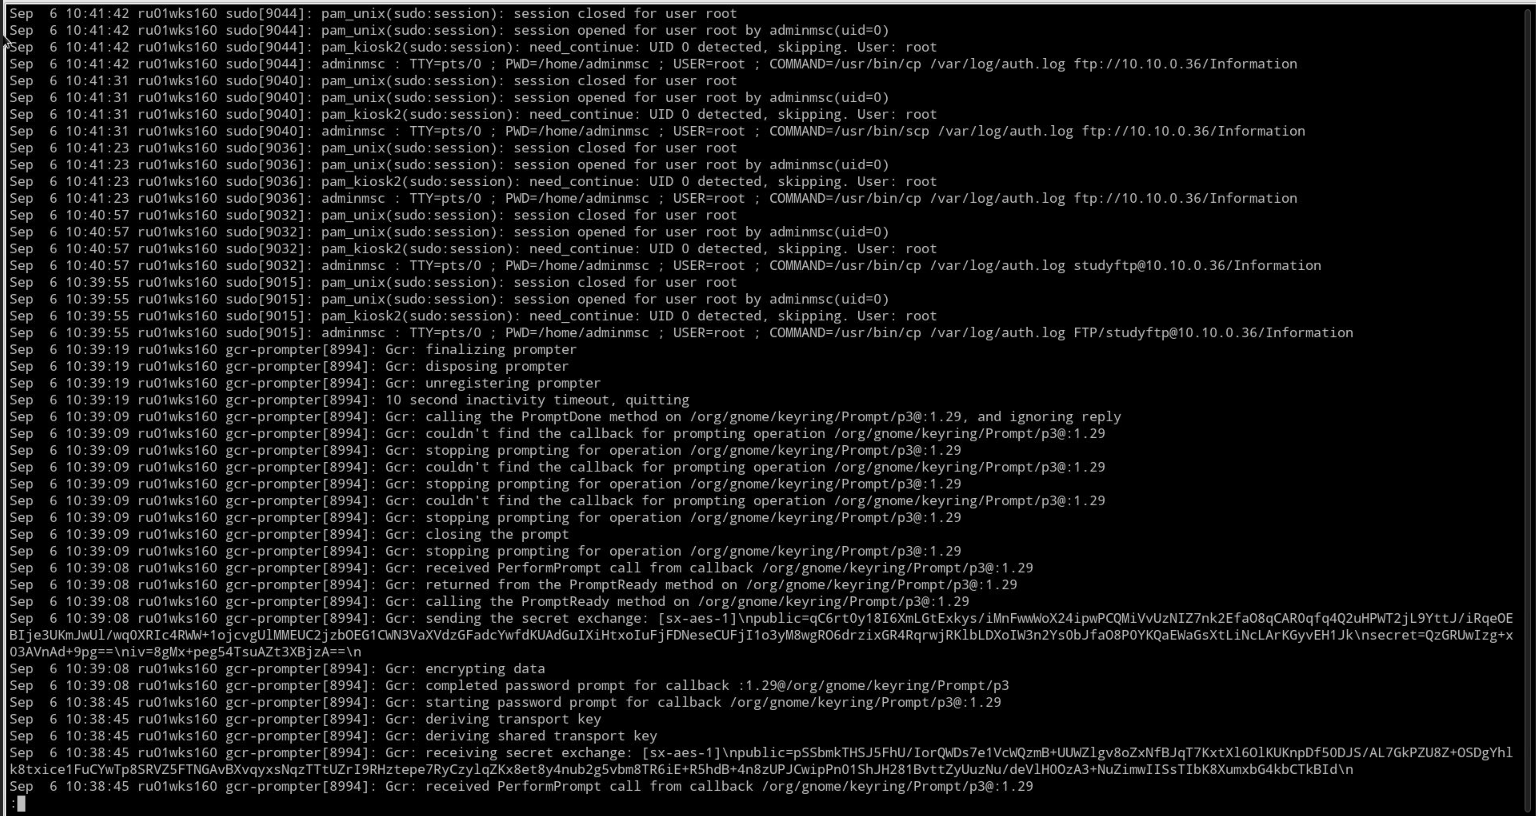 Sep  6 10:41:42 ru01wks160 sudo[9044]: pam_unix(sudo:session): session closed for user root
Sep  6 10:41:42 ru01wks160 sudo[9044]: pam_unix(sudo:session): session opened for user root by adminmsc(uid=0)
Sep  6 10:41:42 ru01wks160 sudo[9044]: pam_kiosk2(sudo:session): need_continue: UID 0 detected, skipping. User: root
Sep  6 10:41:42 ru01wks160 sudo[9044]: adminmsc : TTY=pts/0 ; PWD=/home/adminmsc ; USER=root ; COMMAND=/usr/bin/cp /var/log/auth.log ftp://10.10.0.36/Information
Sep  6 10:41:31 ru01wks160 sudo[9040]: pam_unix(sudo:session): session closed for user root
Sep  6 10:41:31 ru01wks160 sudo[9040]: pam_unix(sudo:session): session opened for user root by adminmsc(uid=0)
Sep  6 10:41:31 ru01wks160 sudo[9040]: pam_kiosk2(sudo:session): need_continue: UID 0 detected, skipping. User: root
Sep  6 10:41:31 ru01wks160 sudo[9040]: adminmsc : TTY=pts/0 ; PWD=/home/adminmsc ; USER=root ; COMMAND=/usr/bin/scp /var/log/auth.log ftp://10.10.0.36/Information
Sep  6 10:41:23 ru01wks160 sudo[9036]: pam_unix(sudo:session): session closed for user root
Sep  6 10:41:23 ru01wks160 sudo[9036]: pam_unix(sudo:session): session opened for user root by adminmsc(uid=0)
Sep  6 10:41:23 ru01wks160 sudo[9036]: pam_kiosk2(sudo:session): need_continue: UID 0 detected, skipping. User: root
Sep  6 10:41:23 ru01wks160 sudo[9036]: adminmsc : TTY=pts/0 ; PWD=/home/adminmsc ; USER=root ; COMMAND=/usr/bin/cp /var/log/auth.log ftp://10.10.0.36/Information
Sep  6 10:40:57 ru01wks160 sudo[9032]: pam_unix(sudo:session): session closed for user root
Sep  6 10:40:57 ru01wks160 sudo[9032]: pam_unix(sudo:session): session opened for user root by adminmsc(uid=0)
Sep  6 10:40:57 ru01wks160 sudo[9032]: pam_kiosk2(sudo:session): need_continue: UID 0 detected, skipping. User: root
Sep  6 10:40:57 ru01wks160 sudo[9032]: adminmsc : TTY=pts/0 ; PWD=/home/adminmsc ; USER=root ; COMMAND=/usr/bin/cp /var/log/auth.log studyftp@10.10.0.36/Information
Sep  6 10:39:55 ru01wks160 sudo[9015]: pam_unix(sudo:session): session closed for user root
Sep  6 10:39:55 ru01wks160 sudo[9015]: pam_unix(sudo:session): session opened for user root by adminmsc(uid=0)
Sep  6 10:39:55 ru01wks160 sudo[9015]: pam_kiosk2(sudo:session): need_continue: UID 0 detected, skipping. User: root
Sep  6 10:39:55 ru01wks160 sudo[9015]: adminmsc : TTY=pts/0 ; PWD=/home/adminmsc ; USER=root ; COMMAND=/usr/bin/cp /var/log/auth.log FTP/studyftp@10.10.0.36/Information
Sep  6 10:39:19 ru01wks160 gcr-prompter[8994]: Gcr: finalizing prompter
Sep  6 10:39:19 ru01wks160 gcr-prompter[8994]: Gcr: disposing prompter
Sep  6 10:39:19 ru01wks160 gcr-prompter[8994]: Gcr: unregistering prompter
Sep  6 10:39:19 ru01wks160 gcr-prompter[8994]: 10 second inactivity timeout, quitting
Sep  6 10:39:09 ru01wks160 gcr-prompter[8994]: Gcr: calling the PromptDone method on /org/gnome/keyring/Prompt/p3@:1.29, and ignoring reply
Sep  6 10:39:09 ru01wks160 gcr-prompter[8994]: Gcr: couldn't find the callback for prompting operation /org/gnome/keyring/Prompt/p3@:1.29
Sep  6 10:39:09 ru01wks160 gcr-prompter[8994]: Gcr: stopping prompting for operation /org/gnome/keyring/Prompt/p3@:1.29
Sep  6 10:39:09 ru01wks160 gcr-prompter[8994]: Gcr: couldn't find the callback for prompting operation /org/gnome/keyring/Prompt/p3@:1.29
Sep  6 10:39:09 ru01wks160 gcr-prompter[8994]: Gcr: stopping prompting for operation /org/gnome/keyring/Prompt/p3@:1.29
Sep  6 10:39:09 ru01wks160 gcr-prompter[8994]: Gcr: couldn't find the callback for prompting operation /org/gnome/keyring/Prompt/p3@:1.29
Sep  6 10:39:09 ru01wks160 gcr-prompter[8994]: Gcr: stopping prompting for operation /org/gnome/keyring/Prompt/p3@:1.29
Sep  6 10:39:09 ru01wks160 gcr-prompter[8994]: Gcr: closing the prompt
Sep  6 10:39:09 ru01wks160 gcr-prompter[8994]: Gcr: stopping prompting for operation /org/gnome/keyring/Prompt/p3@:1.29
Sep  6 10:39:08 ru01wks160 gcr-prompter[8994]: Gcr: received PerformPrompt call from callback /org/gnome/keyring/Prompt/p3@:1.29
Sep  6 10:39:08 ru01wks160 gcr-prompter[8994]: Gcr: returned from the PromptReady method on /org/gnome/keyring/Prompt/p3@:1.29
Sep  6 10:39:08 ru01wks160 gcr-prompter[8994]: Gcr: calling the PromptReady method on /org/gnome/keyring/Prompt/p3@:1.29
Sep  6 10:39:08 ru01wks160 gcr-prompter[8994]: Gcr: sending the secret exchange: [sx-aes-1]\npublic=qC6rt0y18I6XmLGtExkys/iMnFwwWoX24ipwPCQMiVvUzNIZ7nk2EfaO8qCAROqfq4Q2uHPWT2jL9YttJ/iRqeOE
BIje3UKmJwUl/wq0XRIc4RWW+1ojcvgUlMMEUC2jzbOEG1CWN3VaXVdzGFadcYwfdKUAdGuIXiHtxoIuFjFDNeseCUFjI1o3yM8wgRO6drzixGR4RqrwjRKlbLDXoIW3n2Ys0bJfaO8P0YKQaEWaGsXtLiNcLArKGyvEH1Jk\nsecret=QzGRUwIzg+x
O3AVnAd+9pg==\niv=8gMx+peg54TsuAZt3XBjzA==\n
Sep  6 10:39:08 ru01wks160 gcr-prompter[8994]: Gcr: encrypting data
Sep  6 10:39:08 ru01wks160 gcr-prompter[8994]: Gcr: completed password prompt for callback :1.29@/org/gnome/keyring/Prompt/p3
Sep  6 10:38:45 ru01wks160 gcr-prompter[8994]: Gcr: starting password prompt for callback /org/gnome/keyring/Prompt/p3@:1.29
Sep  6 10:38:45 ru01wks160 gcr-prompter[8994]: Gcr: deriving transport key
Sep  6 10:38:45 ru01wks160 gcr-prompter[8994]: Gcr: deriving shared transport key
Sep  6 10:38:45 ru01wks160 gcr-prompter[8994]: Gcr: receiving secret exchange: [sx-aes-1]\npublic=pSSbmkTHSJ5FhU/IorQWDs7e1VcWQzmB+UUWZlgv8oZxNfBJqT7KxtXl6OlKUKnpDf5ODJS/AL7GkPZU8Z+OSDgYhl
k8txice1FuCYwTp8SRVZ5FTNGAvBXvqyxsNqzTTtUZrI9RHztepe7RyCzylqZKx8et8y4nub2g5vbm8TR6iE+R5hdB+4n8zUPJCwipPn01ShJH281BvttZyUuzNu/deVlH0OzA3+NuZimwIISsTIbK8XumxbG4kbCTkBId\n
Sep  6 10:38:45 ru01wks160 gcr-prompter[8994]: Gcr: received PerformPrompt call from callback /org/gnome/keyring/Prompt/p3@:1.29
: